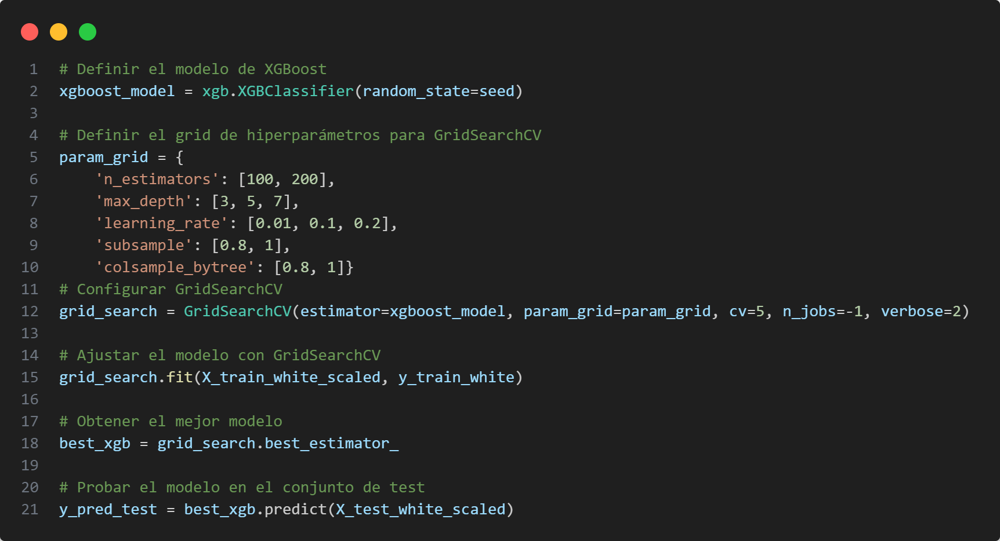 1 # Definir el modelo de XGBoost
2 xgboost_model = xgb.XGBClassifier(random_state=seed)
3
4 # Definir el grid de hiperparámetros para GridSearchCV
5 param_grid = {
6     'n_estimators': [100, 200],
7     'max_depth': [3, 5, 7],
8     'learning_rate': [0.01, 0.1, 0.2],
9     'subsample': [0.8, 1],
10     'colsample_bytree': [0.8, 1]}
11 # Configurar GridSearchCV
12 grid_search = GridSearchCV(estimator=xgboost_model, param_grid=param_grid, cv=5, n_jobs=-1, verbose=2)
13
14 # Ajustar el modelo con GridSearchCV
15 grid_search.fit(X_train_white_scaled, y_train_white)
16
17 # Obtener el mejor modelo
18 best_xgb = grid_search.best_estimator_
19
20 # Probar el modelo en el conjunto de test
21 y_pred_test = best_xgb.predict(X_test_white_scaled)